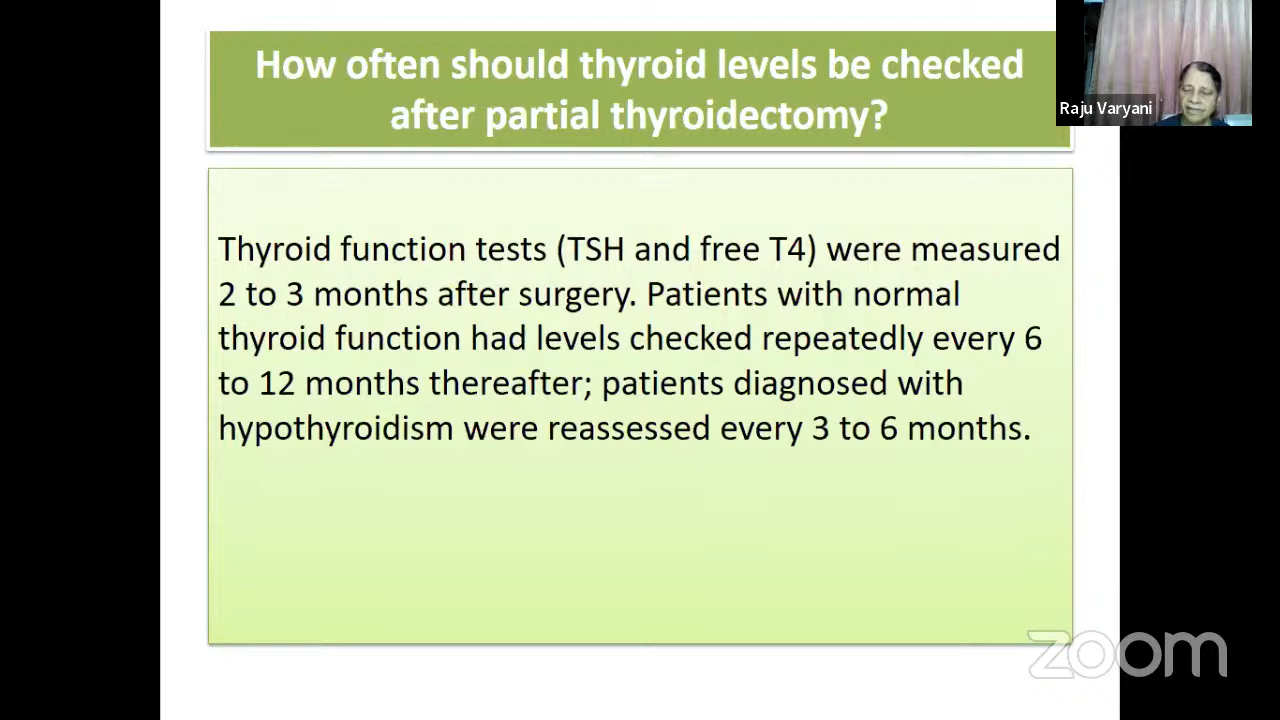 How often should thyroid levels be checked
after partial thyroidectomy?
Raju Varyani
Thyroid function tests (TSH and free T4) were measured
2 to 3 months after surgery. Patients with normal
thyroid function had levels checked repeatedly every 6
to 12 months thereafter; patients diagnosed with
hypothyroidism were reassessed every 3 to 6 months.
zoom